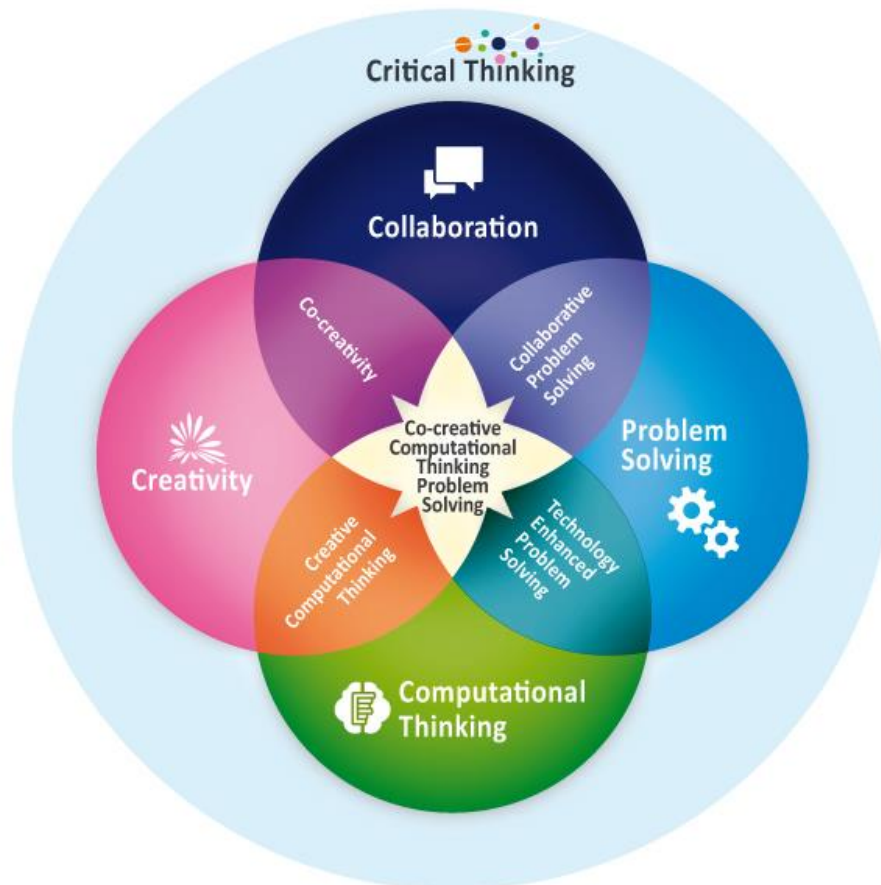 Critical Thinking
Collaboration
Co-creativity
Collaborative
Problem
Solving
Creativity
Co-creative
Computational
Thinking
Problem
Solving
Problem
Solving
Creative
Computational
Thinking
Technology
Enhanced
Problem
Solving
Computational
Thinking